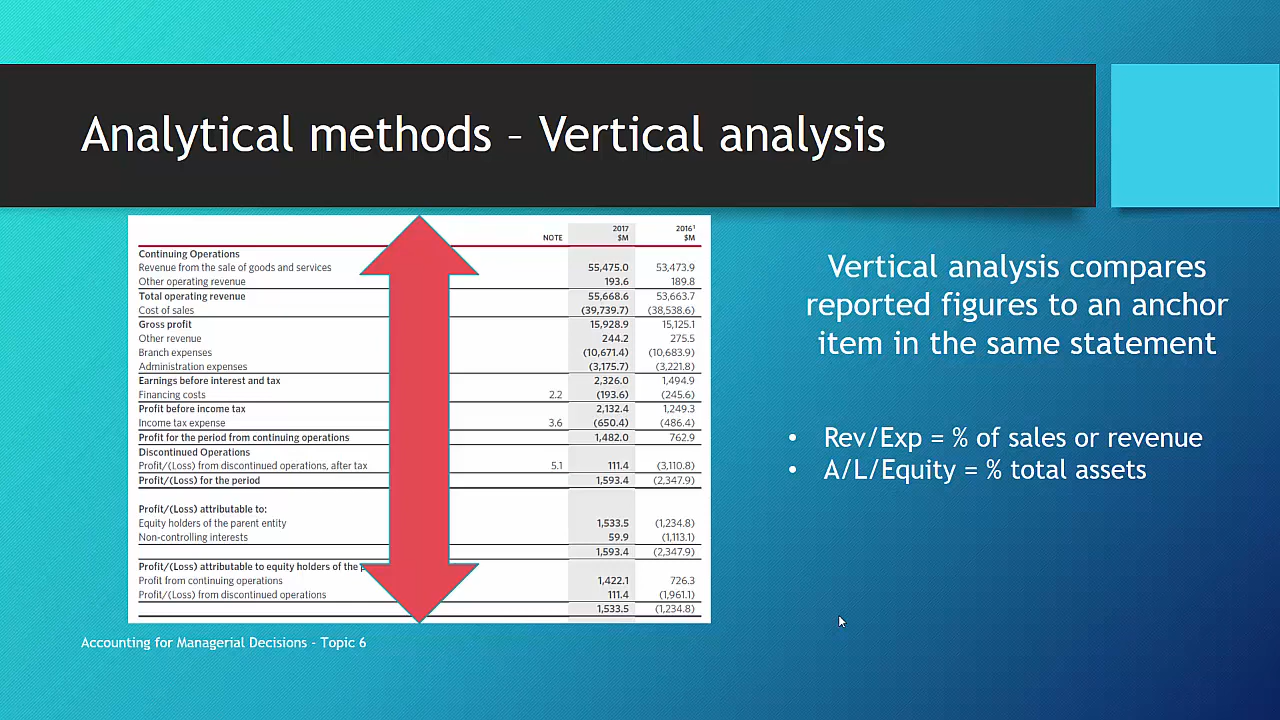 Analytical methods – Vertical analysis
2017 2016¹
NOTE $M $M
Continuing Operations
Revenue from the sale of goods and services 55,475.0 53,473.9
Other operating revenue 193.6 189.8
Total operating revenue 55,668.6 53,663.7
Cost of sales (39,739.7) (38,538.6)
Gross profit 15,928.9 15,125.1
Other revenue 244.2 275.5
Branch expenses (10,671.4) (10,683.9)
Administration expenses (3,175.7) (3,221.8)
Earnings before interest and tax 2,326.0 1,494.9
Financing costs 2.2 (193.6) (245.6)
Profit before income tax 2,132.4 1,249.3
Income tax expense 3.6 (650.4) (486.4)
Profit for the period from continuing operations 1,482.0 762.9
Discontinued Operations
Profit/(Loss) from discontinued operations, after tax 5.1 111.4 (3,110.8)
Profit/(Loss) for the period 1,593.4 (2,347.9)
Profit/(Loss) attributable to:
Equity holders of the parent entity 1,533.5 (1,234.8)
Non-controlling interests 59.9 (1,113.1)
1,593.4 (2,347.9)
Profit/(Loss) attributable to equity holders of the
Profit from continuing operations 1,422.1 726.3
Profit/(Loss) from discontinued operations 111.4 (1,961.1)
1,533.5 (1,234.8)
Vertical analysis compares
reported figures to an anchor
item in the same statement
• Rev/Exp = % of sales or revenue
• A/L/Equity = % total assets
Accounting for Managerial Decisions - Topic 6